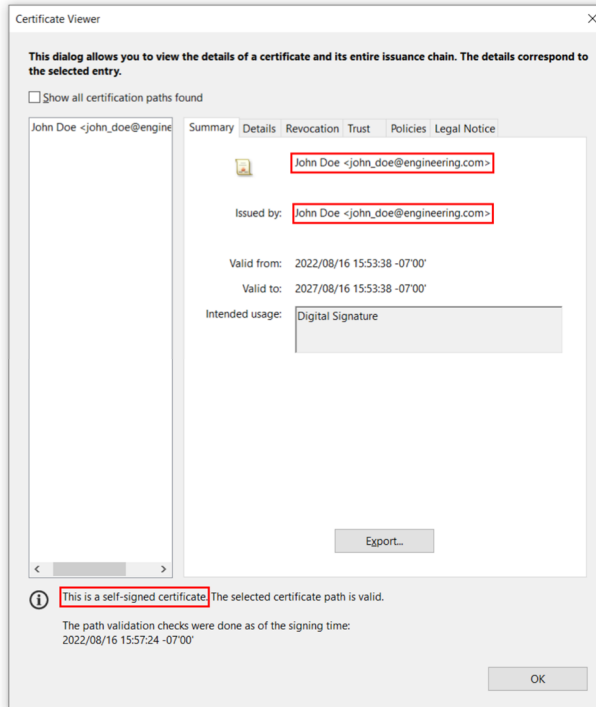 Certificate Viewer
This dialog allows you to view the details of a certificate and its entire issuance chain. The details correspond to
the selected entry.
Show all certification paths found
John Doe <john_doe@engine
Summary Details Revocation Trust Policies Legal Notice
John Doe <john_doe@engineering.com>
Issued by: John Doe <john_doe@engineering.com>
Valid from: 2022/08/16 15:53:38 -07'00'
Valid to: 2027/08/16 15:53:38 -07'00'
Intended usage: Digital Signature
Export...
This is a self-signed certificate. The selected certificate path is valid.
The path validation checks were done as of the signing time:
2022/08/16 15:57:24 -07'00'
OK